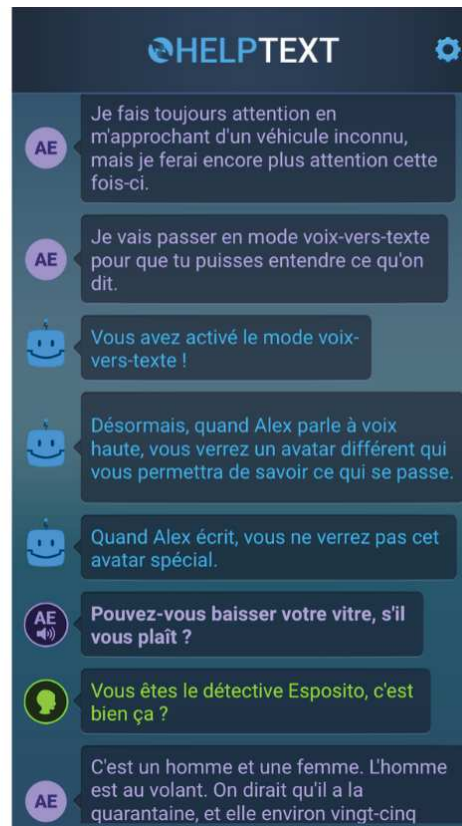 HELPTEXT
Je fais toujours attention en
m'approchant d'un véhicule inconnu,
mais je ferai encore plus attention cette
fois-ci.
AE
Je vais passer en mode voix-vers-texte
pour que tu puisses entendre ce qu'on
dit.
AE
Vous avez activé le mode voix-
vers-texte !
Désormais, quand Alex parle à voix
haute, vous verrez un avatar différent qui
vous permettra de savoir ce qui se passe.
Quand Alex écrit, vous ne verrez pas cet
avatar spécial.
AE
Pouvez-vous baisser votre vitre, s'il
vous plaît ?
Vous êtes le détective Esposito, c'est
bien ça ?
C'est un homme et une femme. L'homme
est au volant. On dirait qu'il a la
quarantaine, et elle environ vingt-cinq
AE